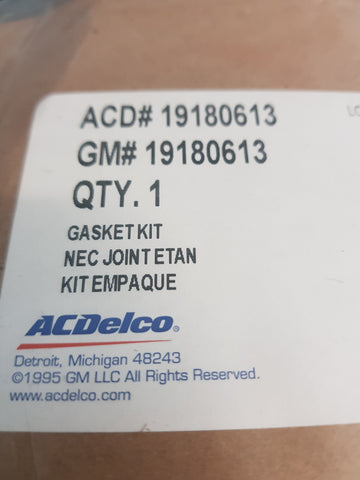 ACD# 19180613
GM# 19180613
QTY. 1
GASKET KIT
NEC JOINT ETAN
KIT EMPAQUE
ACDelco®
Detroit, Michigan 48243
©1995 GM LLC All Rights Reserved.
www.acdelco.com